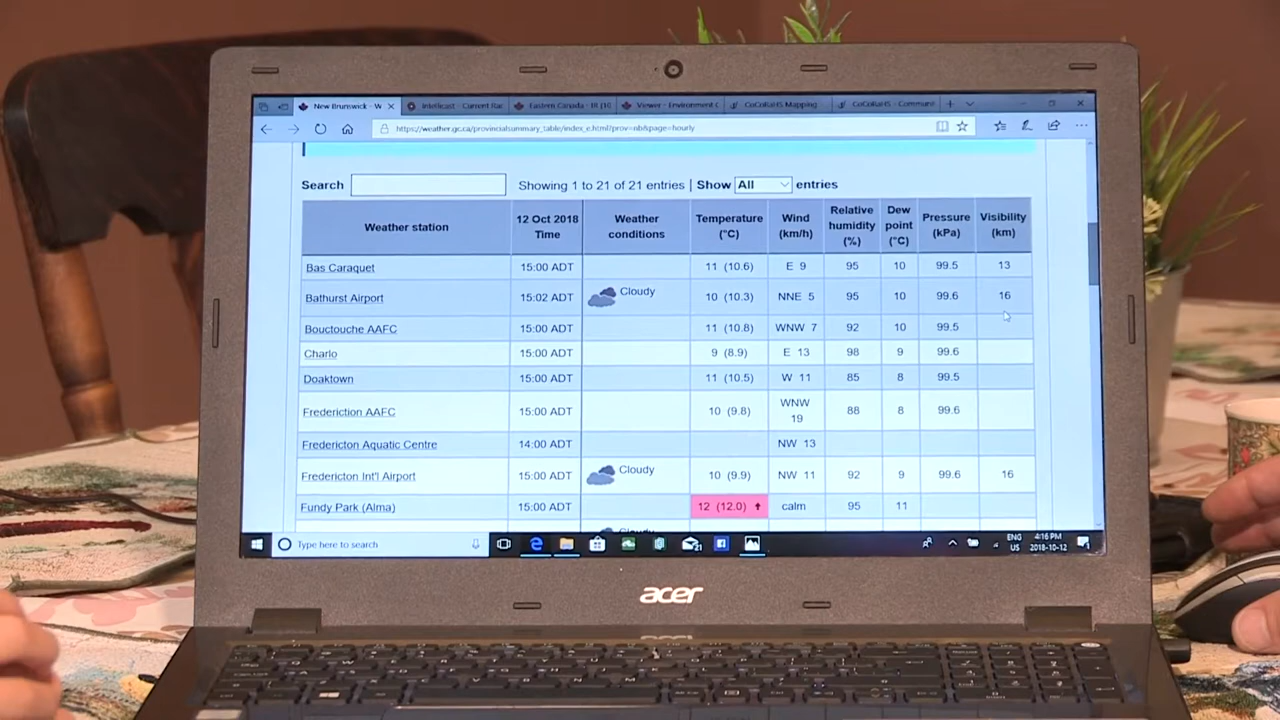 New Brunswick - W
Intellicast - Current Rac
Eastern Canada - IR (10
Viewer - Environment C
CoCoRaHS Mapping
CoCoRaHS - Communi
https://weather.gc.ca/provincialsummary_table/index_e.html?prov=nb&page=hourly
Search Showing 1 to 21 of 21 entries | Show All entries
Weather station 12 Oct 2018 Time Weather conditions Temperature (°C) Wind (km/h) Relative humidity (%) Dew point (°C) Pressure (kPa) Visibility (km)
Bas Caraquet 15:00 ADT 11 (10.6) E 9 95 10 99.5 13
Bathurst Airport 15:02 ADT Cloudy 10 (10.3) NNE 5 95 10 99.6 16
Bouctouche AAFC 15:00 ADT 11 (10.8) WNW 7 92 10 99.5
Charlo 15:00 ADT 9 (8.9) E 13 98 9 99.6
Doaktown 15:00 ADT 11 (10.5) W 11 85 8 99.5
Frederiction AAFC 15:00 ADT 10 (9.8) WNW 19 88 8 99.6
Fredericton Aquatic Centre 14:00 ADT NW 13
Fredericton Int'l Airport 15:00 ADT Cloudy 10 (9.9) NW 11 92 9 99.6 16
Fundy Park (Alma) 15:00 ADT 12 (12.0) ↑ calm 95 11
Cloudy
Type here to search
21
ENG 4:16 PM
US 2018-10-12
acer